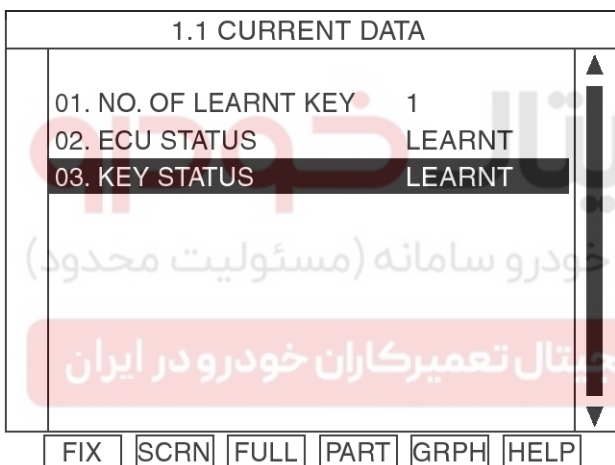 1.1 CURRENT DATA
01. NO. OF LEARNT KEY 1
02. ECU STATUS LEARNT
03. KEY STATUS LEARNT
خودرو سامانه (مسئولیت محدود)
تال تعمیرکاران خودرو در ایران
FIX SCRN FULL PART GRPH HELP